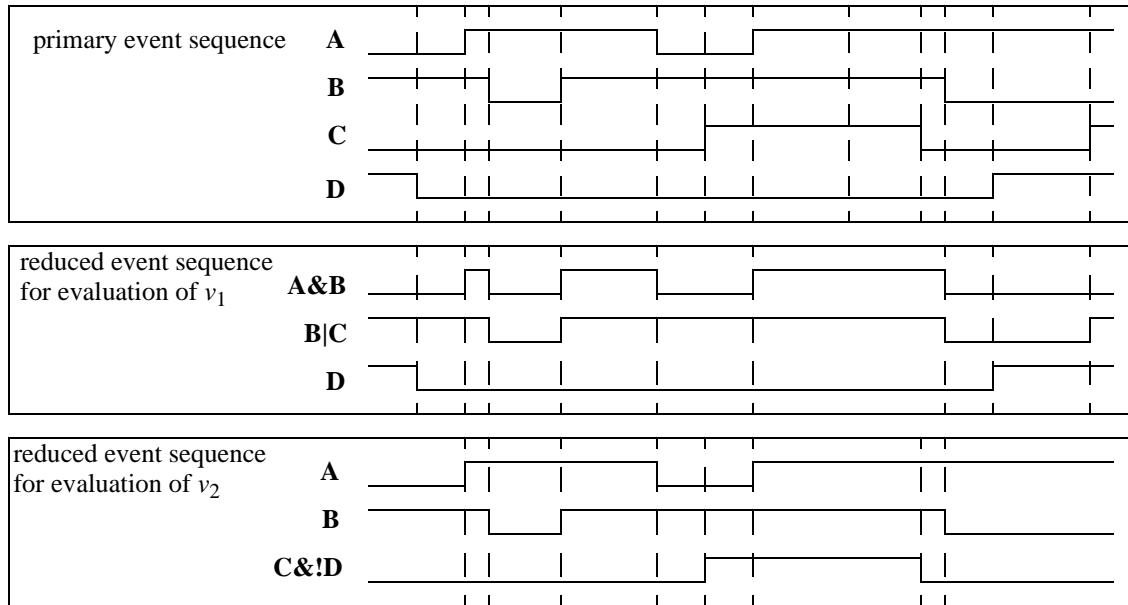 primary event sequence A
B
C
D
reduced event sequence
for evaluation of v1 A&B
B|C
D
reduced event sequence
for evaluation of v2 A
B
C&!D